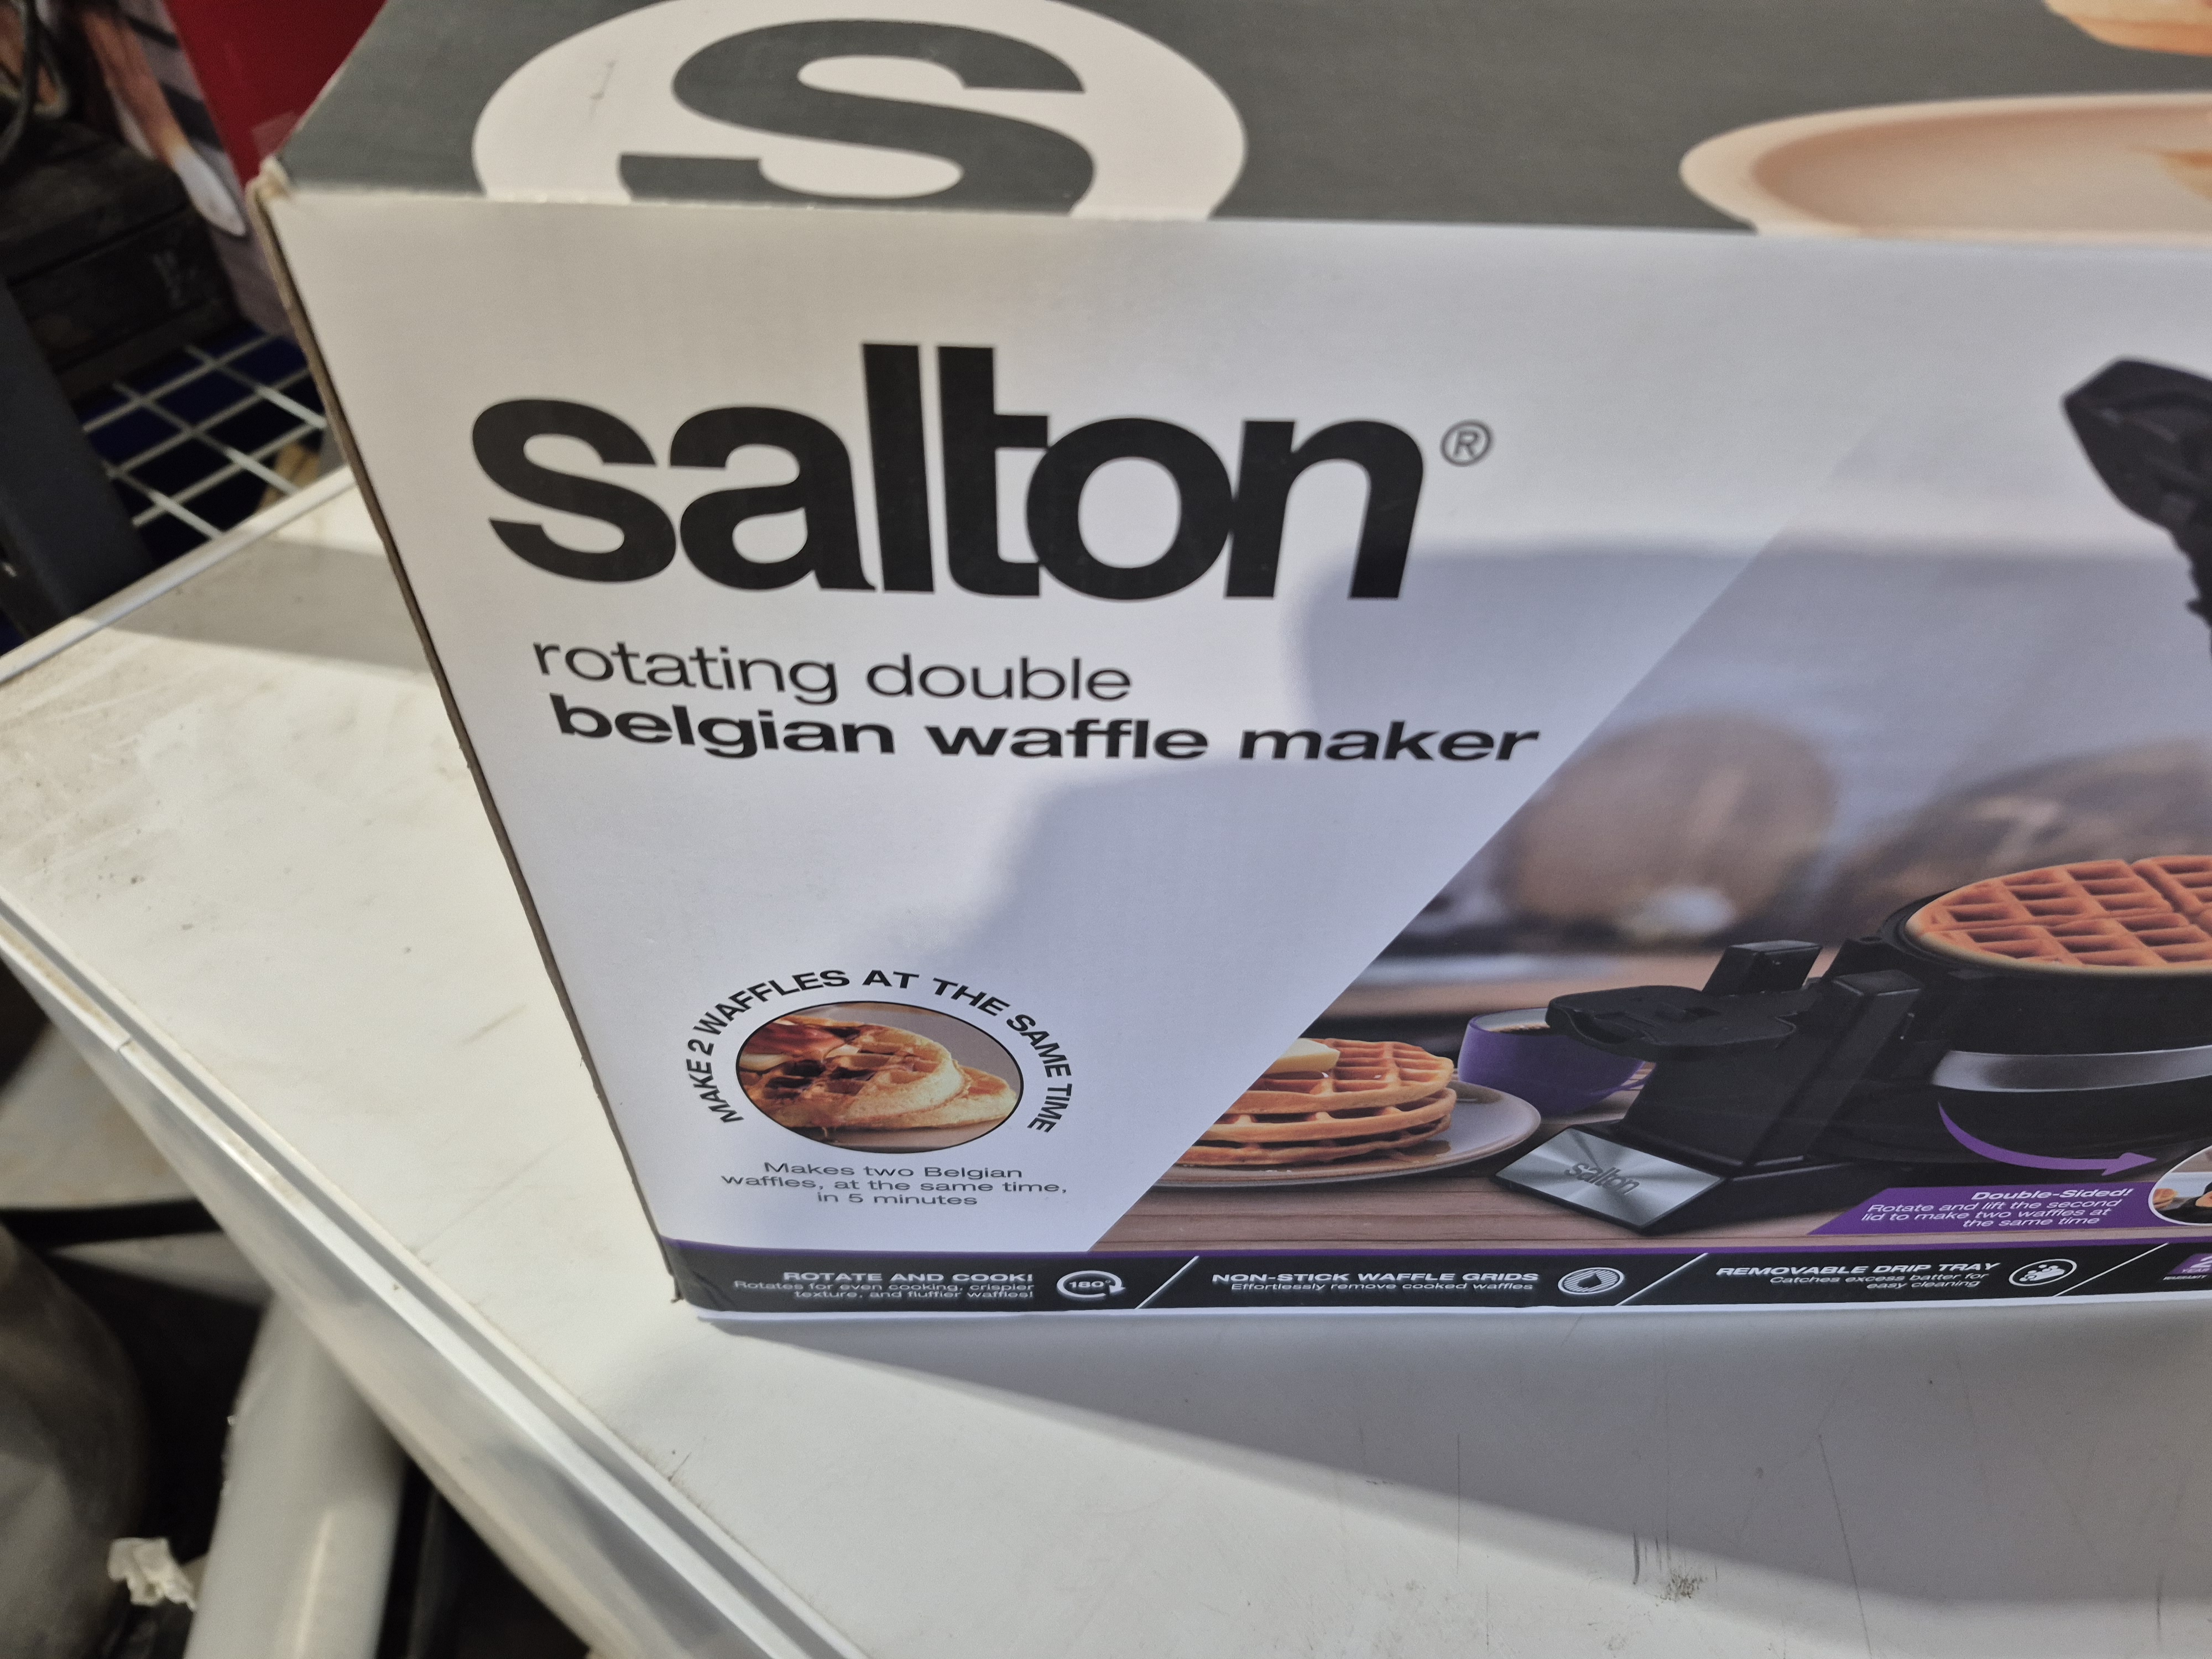 S
salton®
rotating double
belgian waffle maker
MAKE 2 WAFFLES AT THE SAME TIME
Makes two Belgian
waffles, at the same time,
in 5 minutes
salton
Double-Sided!
Rotate and lift the second
lid to make two waffles at
the same time
ROTATE AND COOK!
Rotates for even cooking, crispier
texture, and fluffier waffles!
180°
NON-STICK WAFFLE GRIDS
Effortlessly remove cooked waffles
REMOVABLE DRIP TRAY
Catches excess batter for
easy cleaning